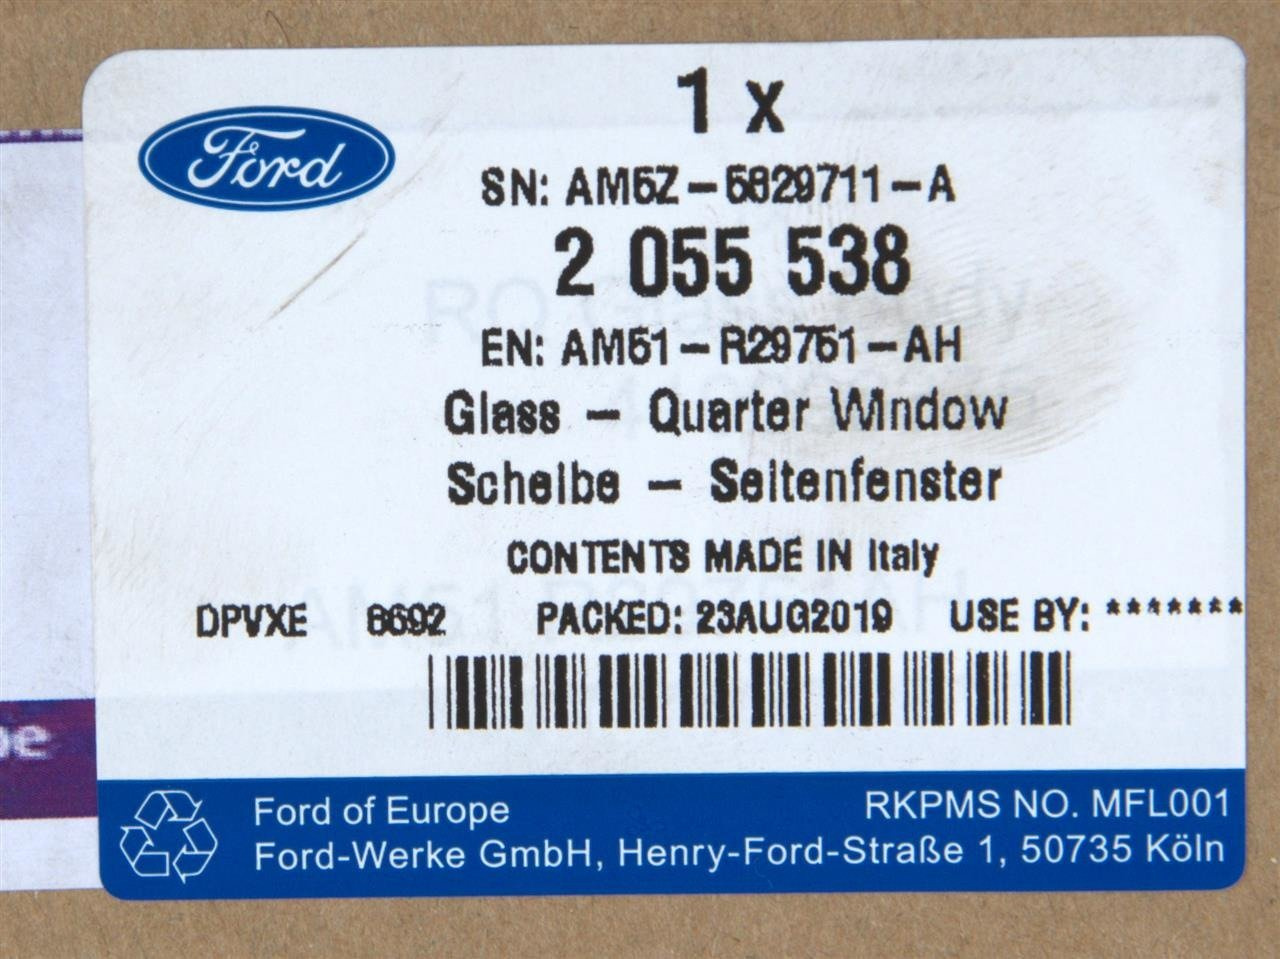 1 x
Ford
SN: AM5Z-5829711-A
2 055 538
EN: AM51-R29751-AH
Glass - Quarter Window
Scheibe - Seitenfenster
CONTENTS MADE IN Italy
DPVXE 6692 PACKED: 23AUG2019 USE BY: *******
Ford of Europe RKPMS NO. MFL001
Ford-Werke GmbH, Henry-Ford-Straße 1, 50735 Köln